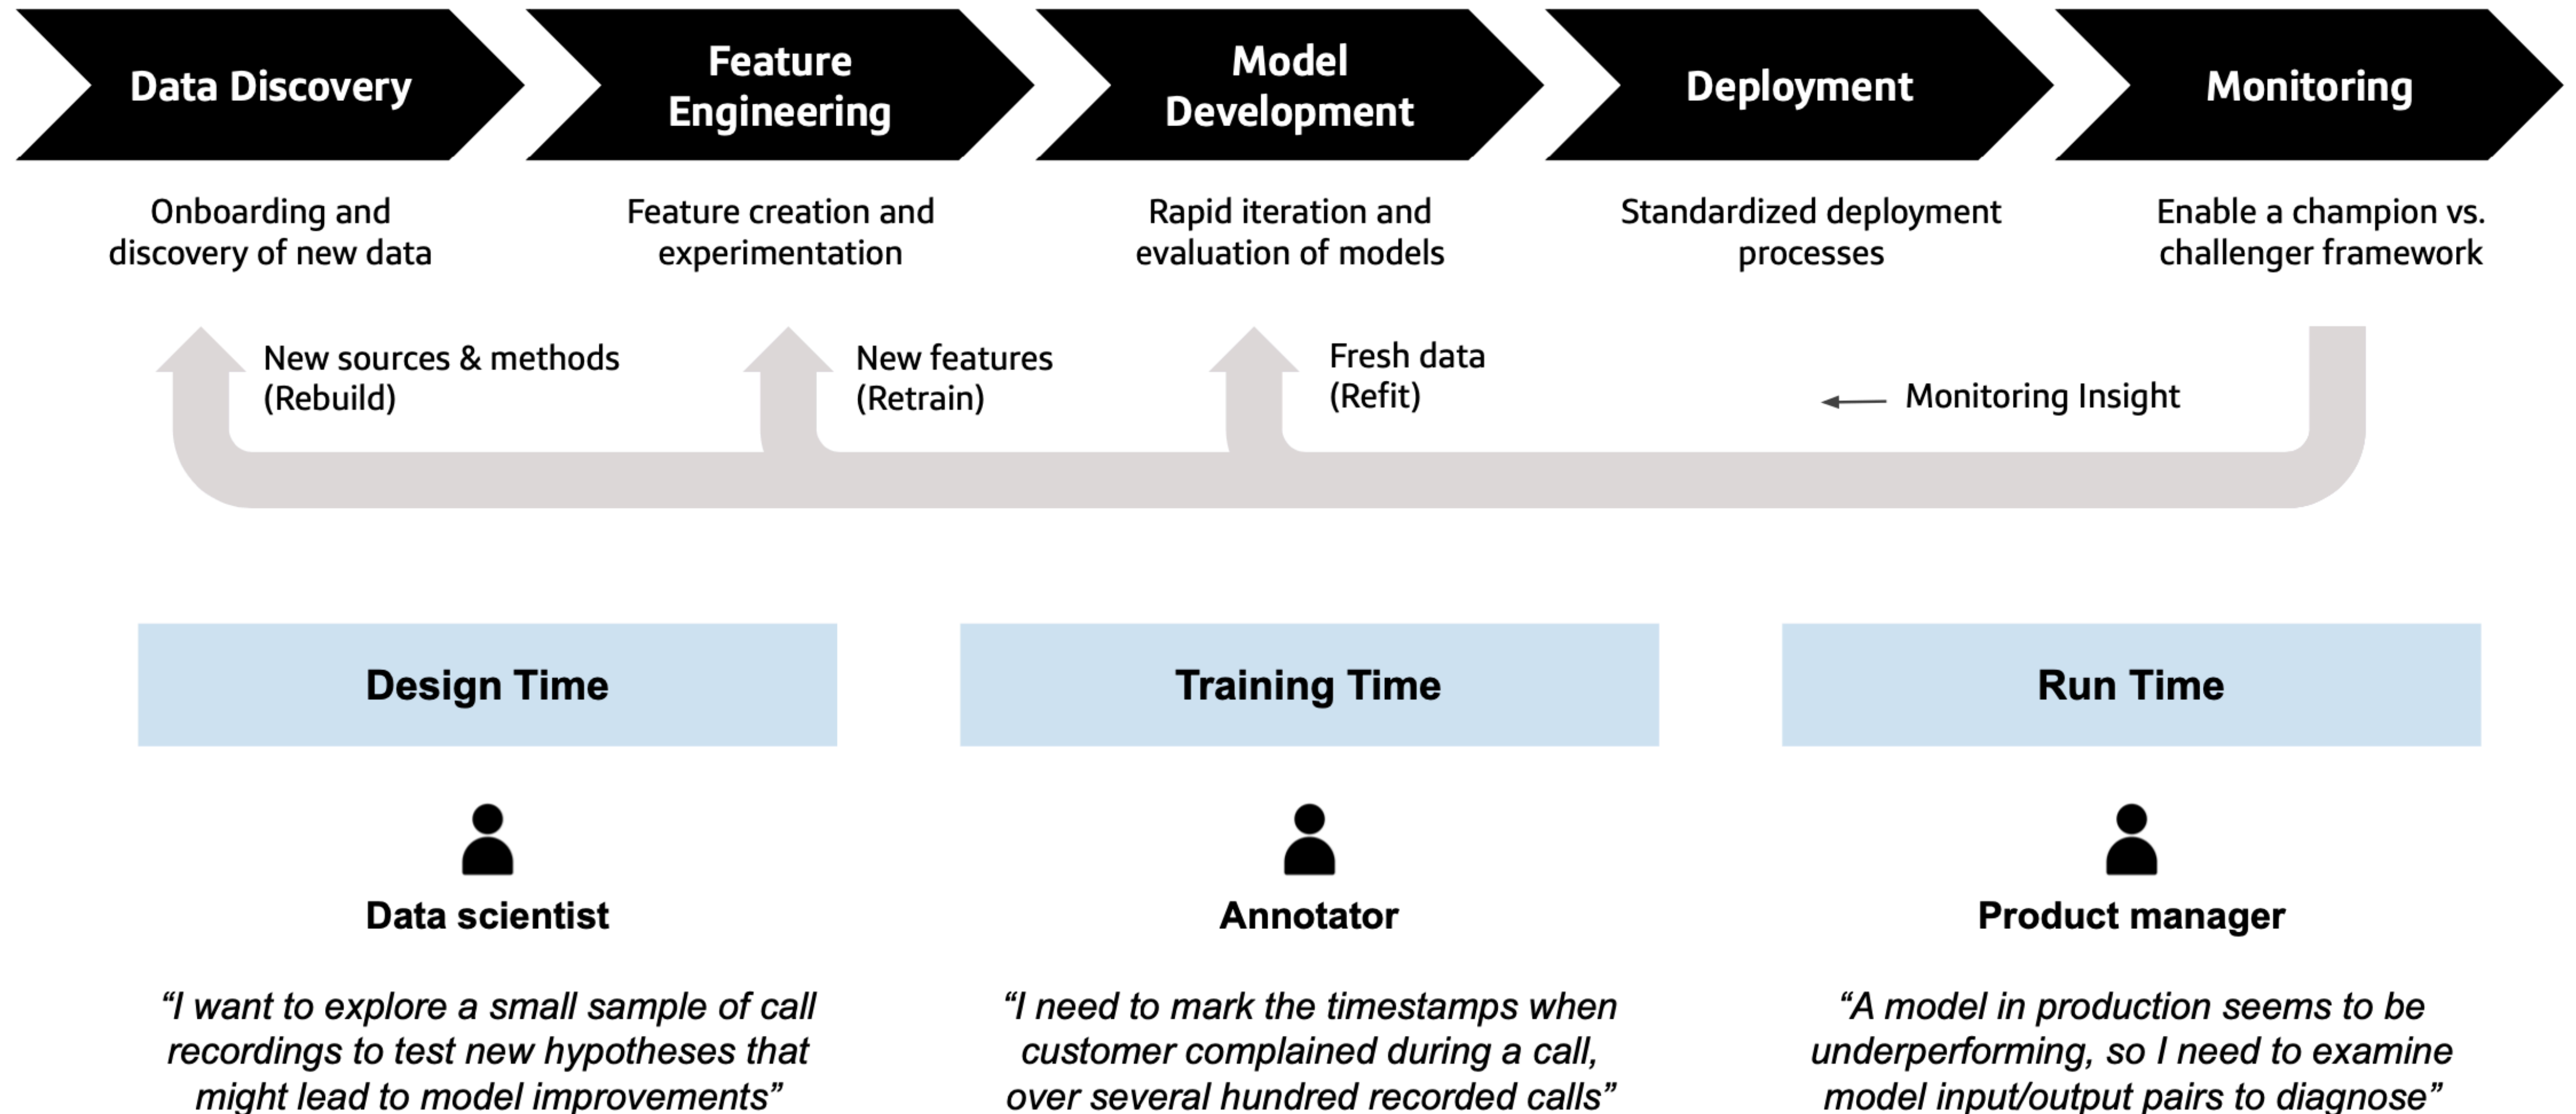 Data Discovery
Feature
Engineering
Model
Development
Deployment
Monitoring
Onboarding and
discovery of new data
Feature creation and
experimentation
Rapid iteration and
evaluation of models
Standardized deployment
processes
Enable a champion vs.
challenger framework
New sources & methods
(Rebuild)
New features
(Retrain)
Fresh data
(Refit)
Monitoring Insight
Design Time
Training Time
Run Time
Data scientist
Annotator
Product manager
“I want to explore a small sample of call
recordings to test new hypotheses that
might lead to model improvements”
“I need to mark the timestamps when
customer complained during a call,
over several hundred recorded calls”
“A model in production seems to be
underperforming, so I need to examine
model input/output pairs to diagnose”